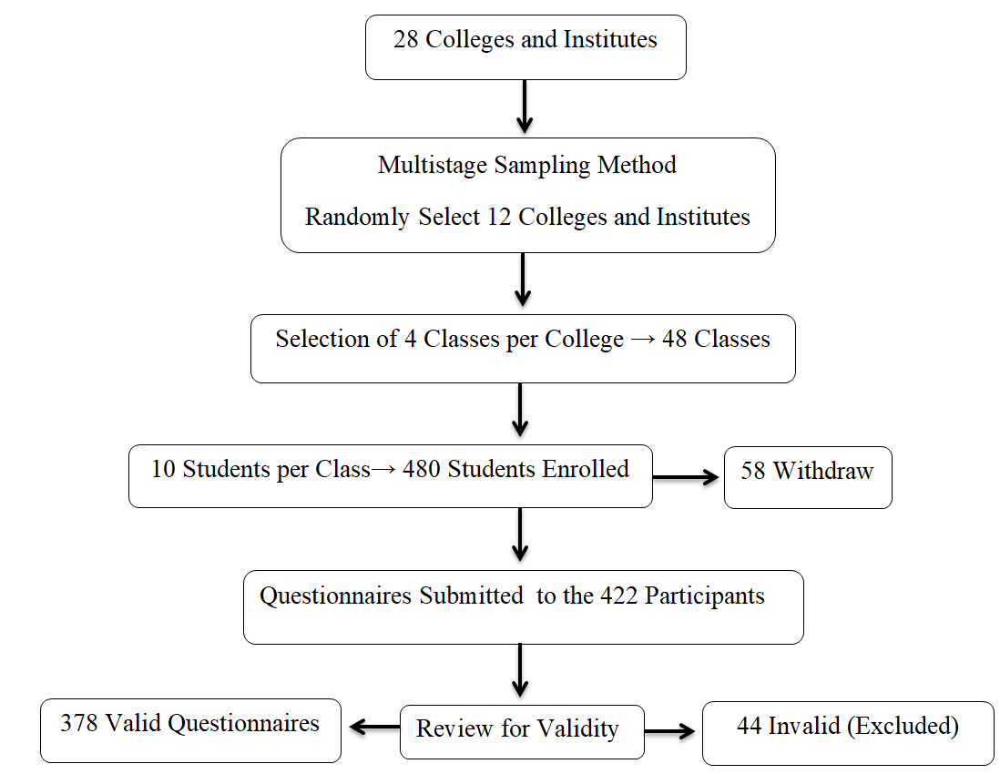 28 Colleges and Institutes
Multistage Sampling Method
Randomly Select 12 Colleges and Institutes
Selection of 4 Classes per College → 48 Classes
10 Students per Class→ 480 Students Enrolled
58 Withdraw
Questionnaires Submitted  to the 422 Participants
378 Valid Questionnaires
Review for Validity
44 Invalid (Excluded)